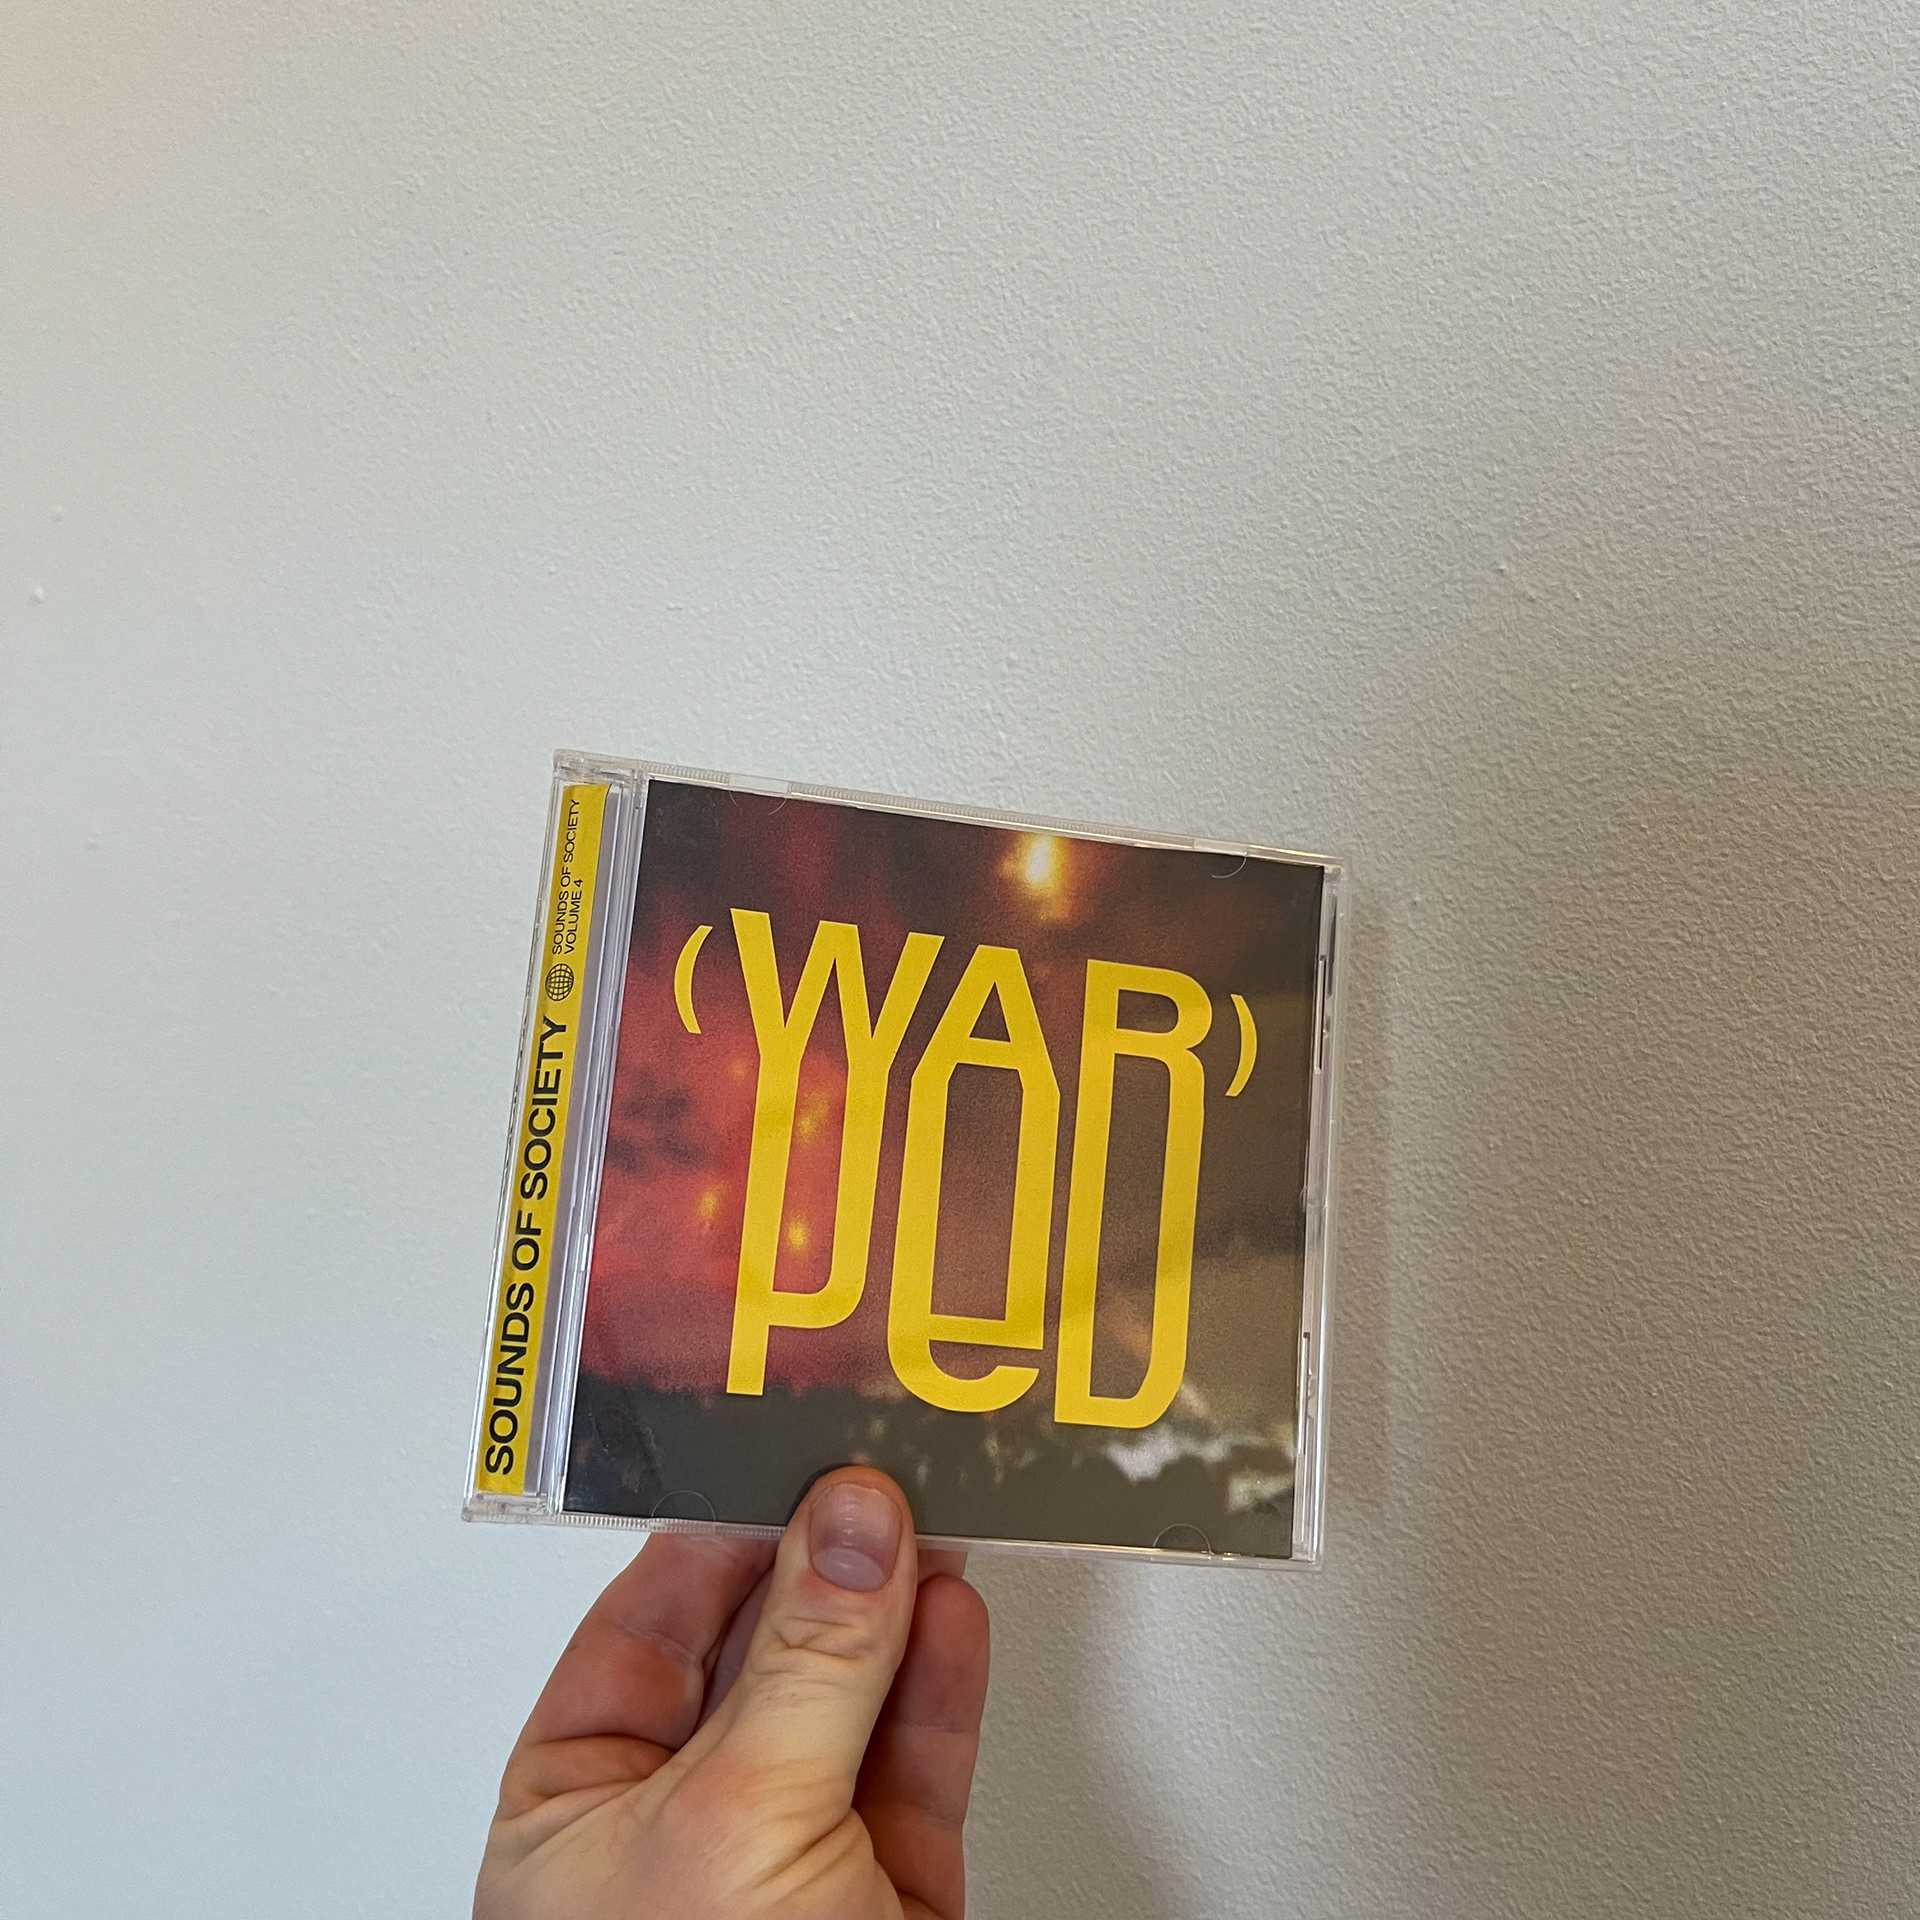 SOUNDS OF SOCIETY
SOUNDS OF SOCIETY
VOLUME 4
(WAR)
PeD